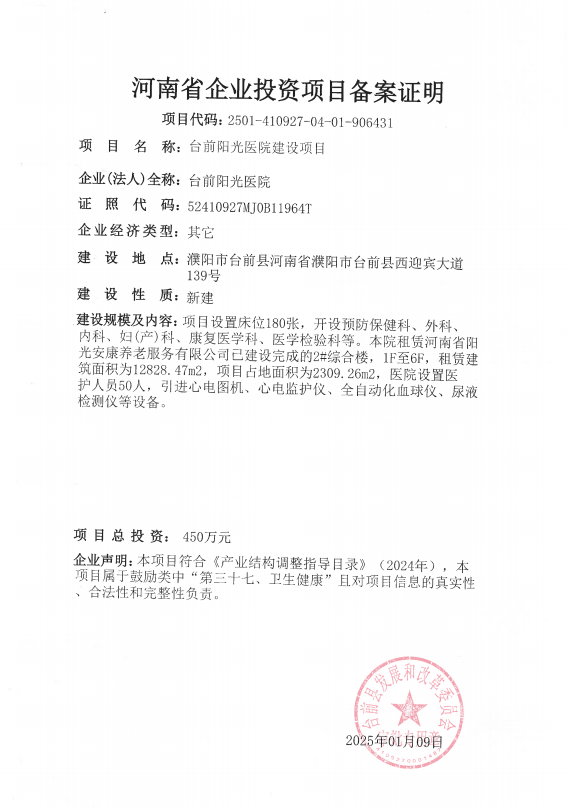 河南省企业投资项目备案证明
项目代码：2501-410927-04-01-906431
项 目 名 称：台前阳光医院建设项目
企业(法人)全称：台前阳光医院
证 照 代 码：52410927MJ0B11964T
企业经济类型：其它
建 设 地 点：濮阳市台前县河南省濮阳市台前县西迎宾大道
139号
建 设 性 质：新建
建设规模及内容：项目设置床位180张，开设预防保健科、外科、
内科、妇(产)科、康复医学科、医学检验科等。本院租赁河南省阳
光安康养老服务有限公司已建设完成的2#综合楼，1F至6F，租赁建
筑面积为12828.47m2，项目占地面积为2309.26m2，医院设置医
护人员50人，引进心电图机、心电监护仪、全自动化血球仪、尿液
检测仪等设备。
项 目 总 投 资：450万元
企业声明：本项目符合《产业结构调整指导目录》（2024年），本
项目属于鼓励类中“第三十七、卫生健康”且对项目信息的真实性
、合法性和完整性负责。
台前县发展和改革委员会
2025年01月09日